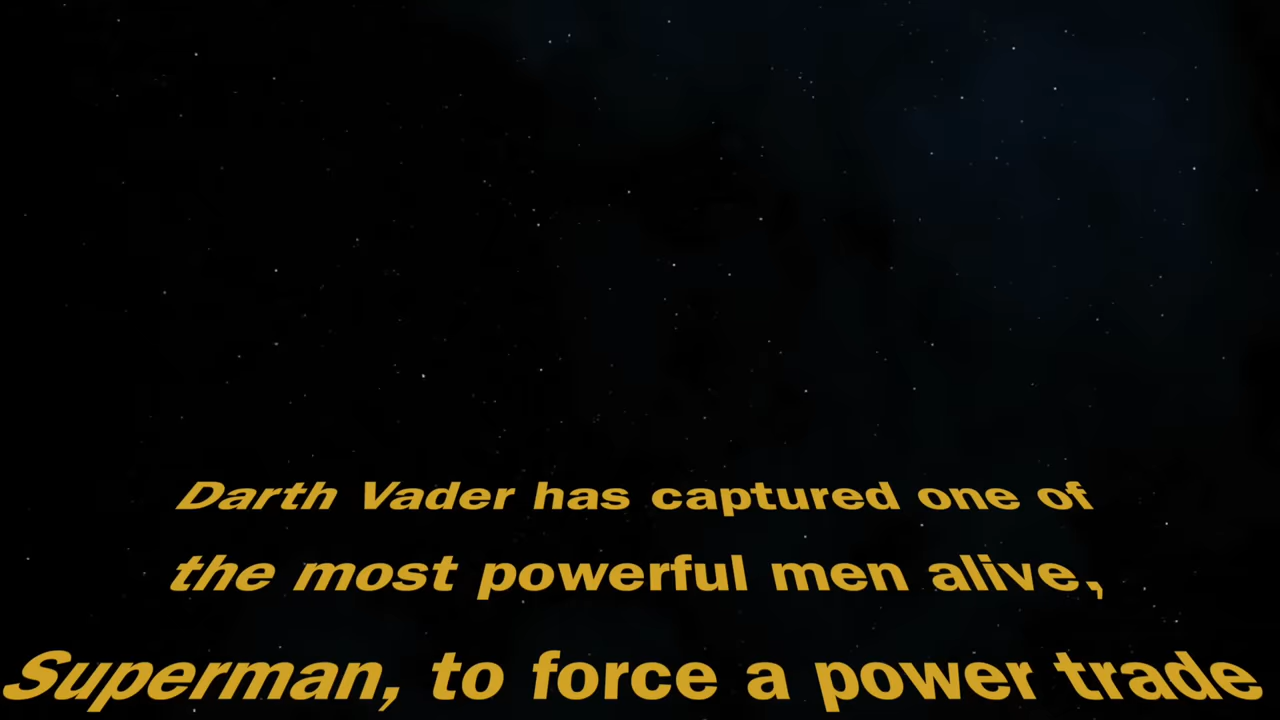 Darth Vader has captured one of
the most powerful men alive,
Superman, to force a power trade